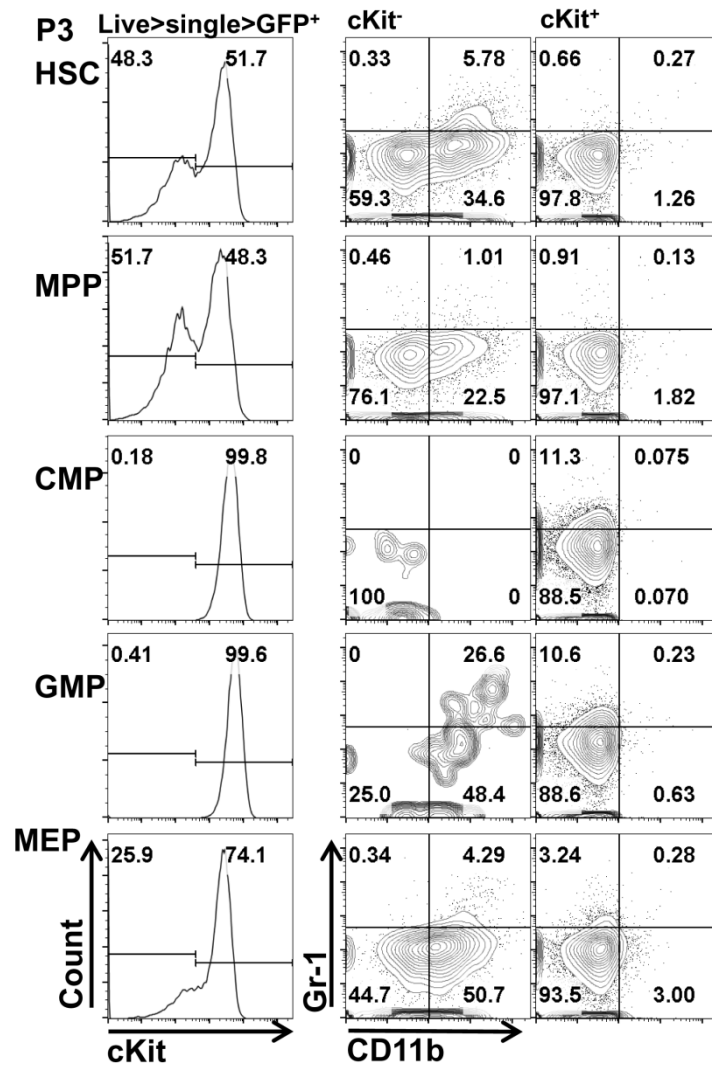 P3 Live>single>GFP⁺ cKit⁻ cKit⁺
HSC 48.3 51.7 0.33 5.78 0.66 0.27
59.3 34.6 97.8 1.26
MPP 51.7 48.3 0.46 1.01 0.91 0.13
76.1 22.5 97.1 1.82
CMP 0.18 99.8 0 0 11.3 0.075
100 0 88.5 0.070
GMP 0.41 99.6 0 26.6 10.6 0.23
25.0 48.4 88.6 0.63
MEP 25.9 74.1 0.34 4.29 3.24 0.28
44.7 50.7 93.5 3.00
Count Gr-1
cKit CD11b